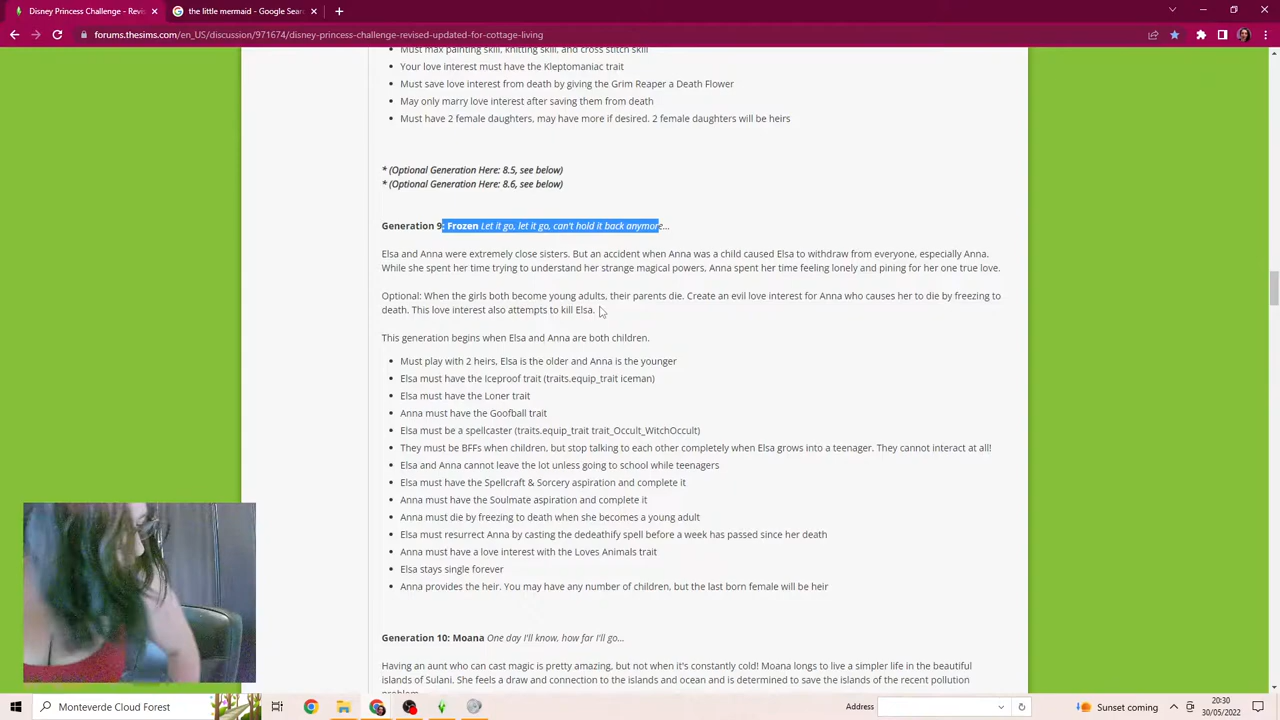 Disney Princess Challenge - Revis
the little mermaid - Google Sear
forums.thesims.com/en_US/discussion/971674/disney-princess-challenge-revised-updated-for-cottage-living
Must max painting skill, knitting skill, and cross stitch skill
Your love interest must have the Kleptomaniac trait
Must save love interest from death by giving the Grim Reaper a Death Flower
May only marry love interest after saving them from death
Must have 2 female daughters, may have more if desired. 2 female daughters will be heirs
* (Optional Generation Here: 8.5, see below)
* (Optional Generation Here: 8.6, see below)
Generation 9: Frozen Let it go, let it go, can't hold it back anymore...
Elsa and Anna were extremely close sisters. But an accident when Anna was a child caused Elsa to withdraw from everyone, especially Anna.
While she spent her time trying to understand her strange magical powers, Anna spent her time feeling lonely and pining for her one true love.
Optional: When the girls both become young adults, their parents die. Create an evil love interest for Anna who causes her to die by freezing to
death. This love interest also attempts to kill Elsa.
This generation begins when Elsa and Anna are both children.
Must play with 2 heirs, Elsa is the older and Anna is the younger
Elsa must have the Iceproof trait (traits.equip_trait iceman)
Elsa must have the Loner trait
Anna must have the Goofball trait
Elsa must be a spellcaster (traits.equip_trait trait_Occult_WitchOccult)
They must be BFFs when children, but stop talking to each other completely when Elsa grows into a teenager. They cannot interact at all!
Elsa and Anna cannot leave the lot unless going to school while teenagers
Elsa must have the Spellcraft & Sorcery aspiration and complete it
Anna must have the Soulmate aspiration and complete it
Anna must die by freezing to death when she becomes a young adult
Elsa must resurrect Anna by casting the dedeathify spell before a week has passed since her death
Anna must have a love interest with the Loves Animals trait
Elsa stays single forever
Anna provides the heir. You may have any number of children, but the last born female will be heir
Generation 10: Moana One day I'll know, how far I'll go...
Having an aunt who can cast magic is pretty amazing, but not when it's constantly cold! Moana longs to live a simpler life in the beautiful
islands of Sulani. She feels a draw and connection to the islands and ocean and is determined to save the islands of the recent pollution
problem.
Monteverde Cloud Forest
Address
Sunset coming
20:30
30/05/2022